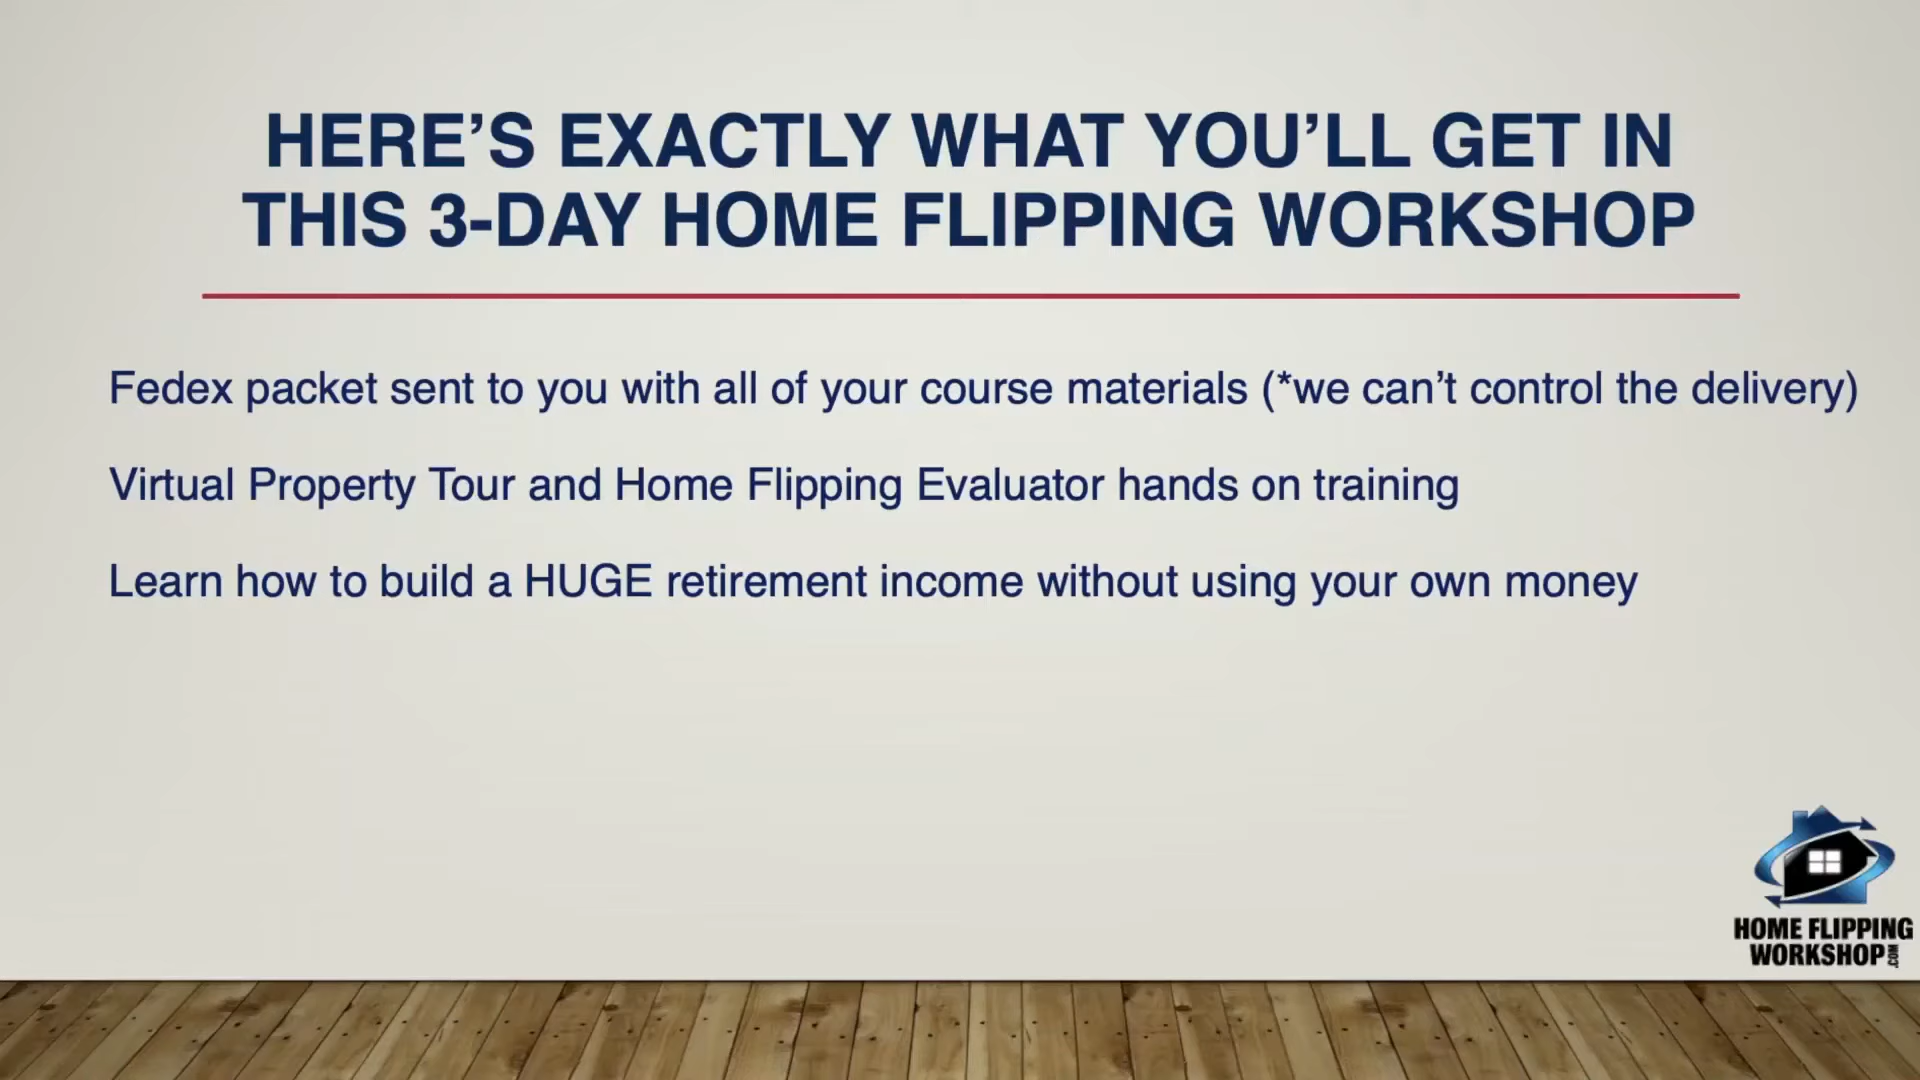 HERE’S EXACTLY WHAT YOU’LL GET IN
THIS 3-DAY HOME FLIPPING WORKSHOP
Fedex packet sent to you with all of your course materials (*we can’t control the delivery)
Virtual Property Tour and Home Flipping Evaluator hands on training
Learn how to build a HUGE retirement income without using your own money
HOME FLIPPING
WORKSHOP.COM